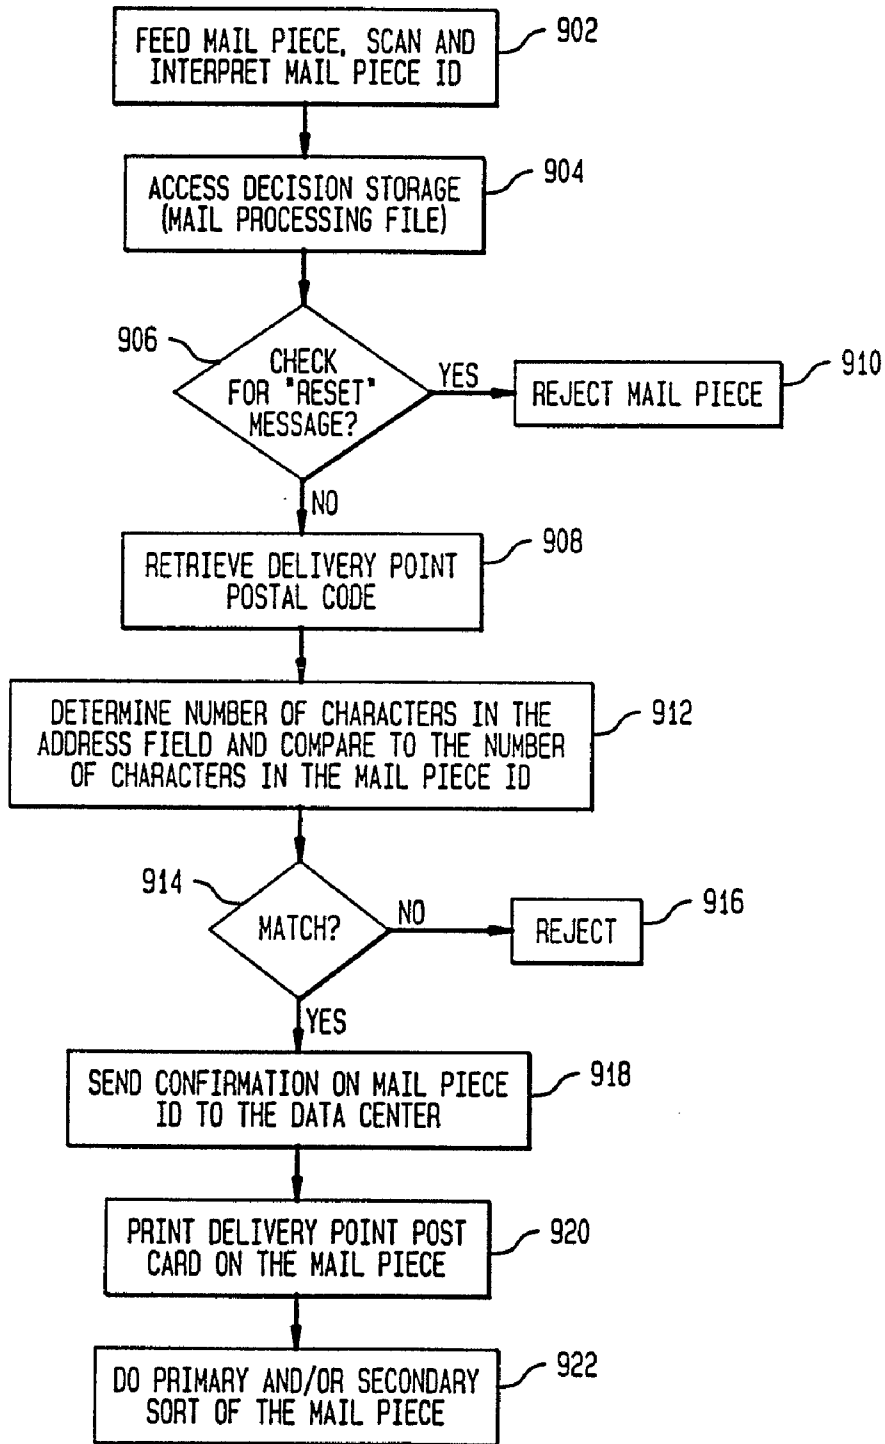 FEED MAIL PIECE, SCAN AND
INTERPRET MAIL PIECE ID
902
ACCESS DECISION STORAGE
(MAIL PROCESSING FILE)
904
906
CHECK
FOR "RESET"
MESSAGE?
YES
REJECT MAIL PIECE
910
NO
RETRIEVE DELIVERY POINT
POSTAL CODE
908
DETERMINE NUMBER OF CHARACTERS IN THE
ADDRESS FIELD AND COMPARE TO THE NUMBER
OF CHARACTERS IN THE MAIL PIECE ID
912
914
MATCH?
NO
REJECT
916
YES
SEND CONFIRMATION ON MAIL PIECE
ID TO THE DATA CENTER
918
PRINT DELIVERY POINT POST
CARD ON THE MAIL PIECE
920
DO PRIMARY AND/OR SECONDARY
SORT OF THE MAIL PIECE
922